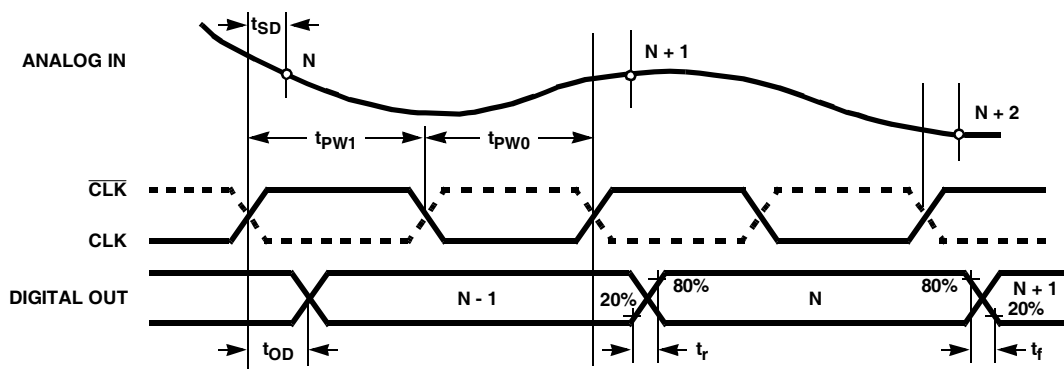 tSD
N
N + 1
ANALOG IN
N + 2
tPW1
tPW0
CLK
CLK
DIGITAL OUT
N - 1
20%
80%
N
80%
N + 1
20%
tOD
tr
tf